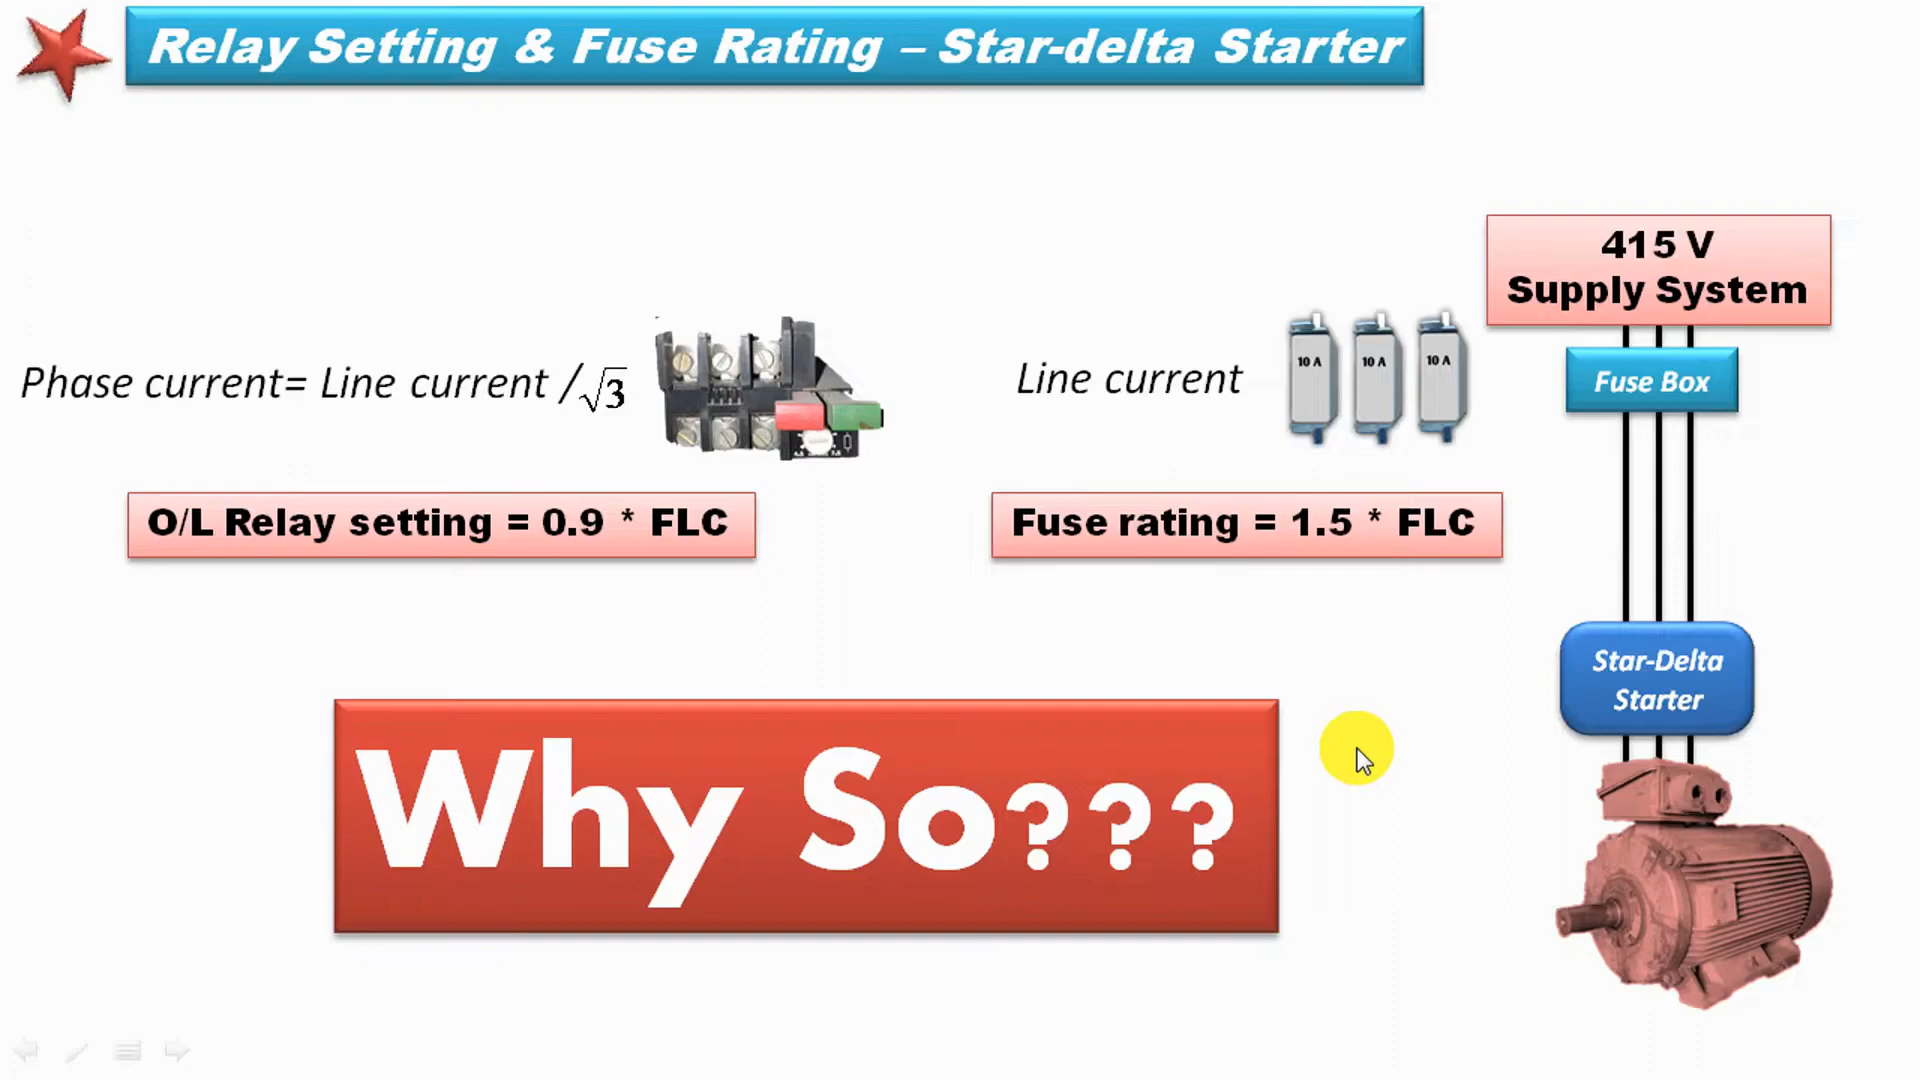 Relay Setting & Fuse Rating – Star-delta Starter
415 V
Supply System
Phase current= Line current /√3
Line current
10 A
10 A
10 A
Fuse Box
O/L Relay setting = 0.9 * FLC
Fuse rating = 1.5 * FLC
Star-Delta
Starter
Why So???